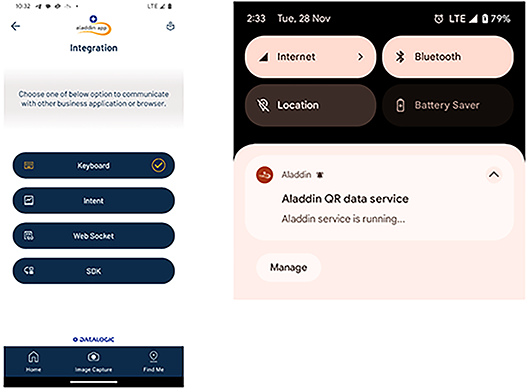 10:32
LTE
aladdin-app
Integration
Choose one of below option to communicate
with other business application or browser.
Keyboard
Intent
Web Socket
SDK
DATALOGIC
Home
Image Capture
Find Me
2:33 Tue, 28 Nov
LTE 79%
Internet
Bluetooth
Location
Battery Saver
Aladdin
Aladdin QR data service
Aladdin service is running...
Manage